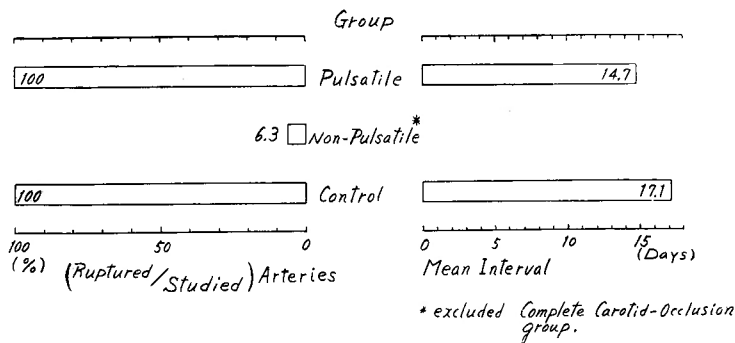 Group
100 Pulsatile 14.7
6.3 Non-Pulsatile*
100 Control 17.1
100 50 0 0 5 10 15
(%) (Ruptured/Studied) Arteries Mean Interval (Days)
* excluded Complete Carotid-Occlusion
group.